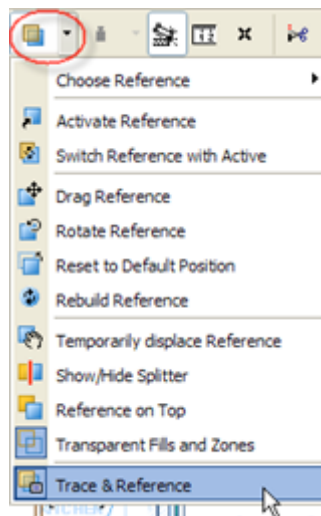 Choose Reference
Activate Reference
Switch Reference with Active
Drag Reference
Rotate Reference
Reset to Default Position
Rebuild Reference
Temporarily displace Reference
Show/Hide Splitter
Reference on Top
Transparent Fills and Zones
Trace & Reference